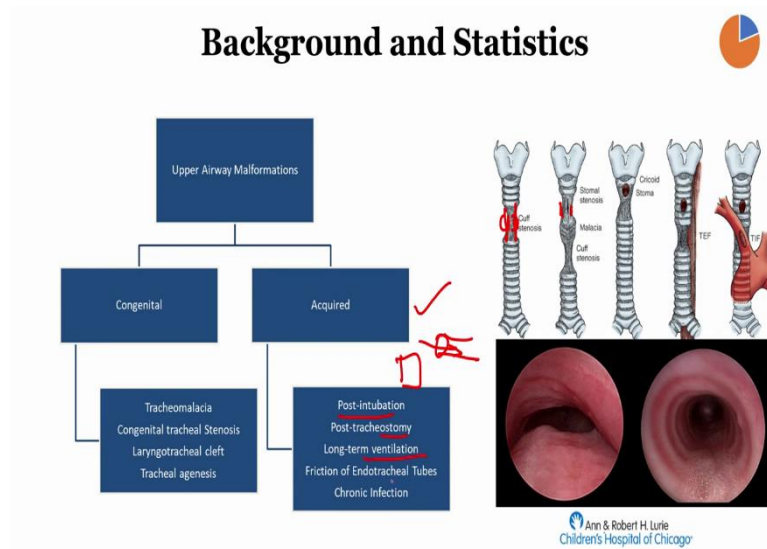 Background and Statistics
Upper Airway Malformations
Congenital
Acquired
Tracheomalacia
Congenital tracheal Stenosis
Laryngotracheal cleft
Tracheal agenesis
Post-intubation
Post-tracheostomy
Long-term ventilation
Friction of Endotracheal Tubes
Chronic Infection
Cuff
stenosis
Stomal
stenosis
Malacia
Cuff
stenosis
Cricoid
Stoma
TEF
TIF
Ann & Robert H. Lurie
Children's Hospital of Chicago